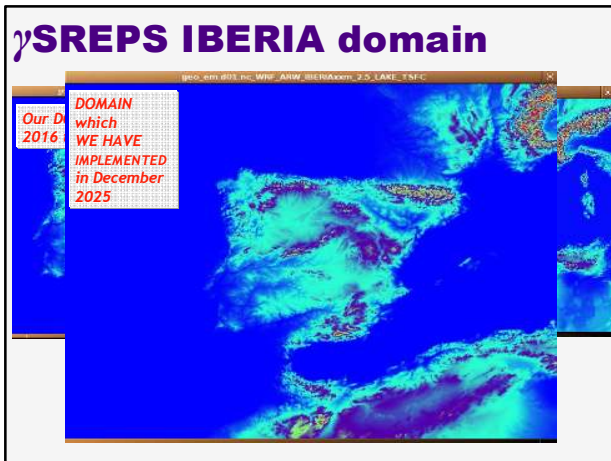 γSREPS IBERIA domain
geo_em.d01.nc_WRF_ARW_IBERIAxxm_2.5_LAKE_TSFC
Our D
2016
DOMAIN
which
WE HAVE
IMPLEMENTED
in December
2025